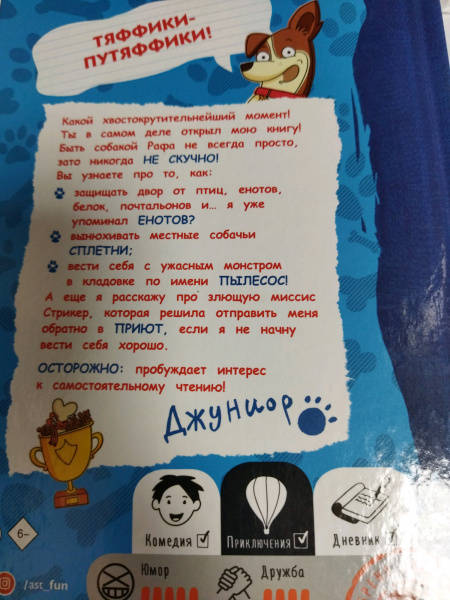 ТЯФФИКИ-
ПУТЯФФИКИ!
Какой хвостокрутительнейший момент!
Ты в самом деле открыл мою книгу!
Быть собакой Рафа не всегда просто,
зато никогда НЕ СКУЧНО!
Вы узнаете про то, как:
защищать двор от птиц, енотов,
белок, почтальонов и... я уже
упоминал ЕНОТОВ?
вынюхивать местные собачьи
СПЛЕТНИ;
вести себя с ужасным монстром
в кладовке по имени ПЫЛЕСОС!
А еще я расскажу про злющую миссис
Стрикер, которая решила отправить меня
обратно в ПРИЮТ, если я не начну
вести себя хорошо.
ОСТОРОЖНО: пробуждает интерес
к самостоятельному чтению!
Джуниор
6-
Комедия
Приключения
Дневник
/ast_fun
Юмор
Дружба